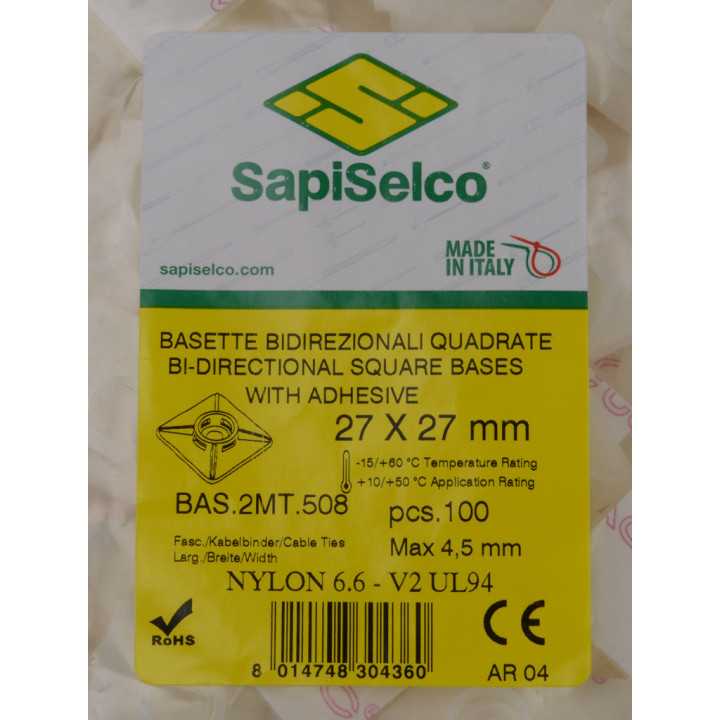 SapiSelco®
sapiselco.com
MADE
IN ITALY
BASETTE BIDIREZIONALI QUADRATE
BI-DIRECTIONAL SQUARE BASES
WITH ADHESIVE
27 X 27 mm
-15/+60 °C Temperature Rating
+10/+50 °C Application Rating
BAS.2MT.508
pcs.100
Fasc./Kabelbinder/Cable Ties
Larg./Breite/Width
Max 4,5 mm
NYLON 6.6 - V2 UL94
RoHS
CE
8 014748 304360
AR 04